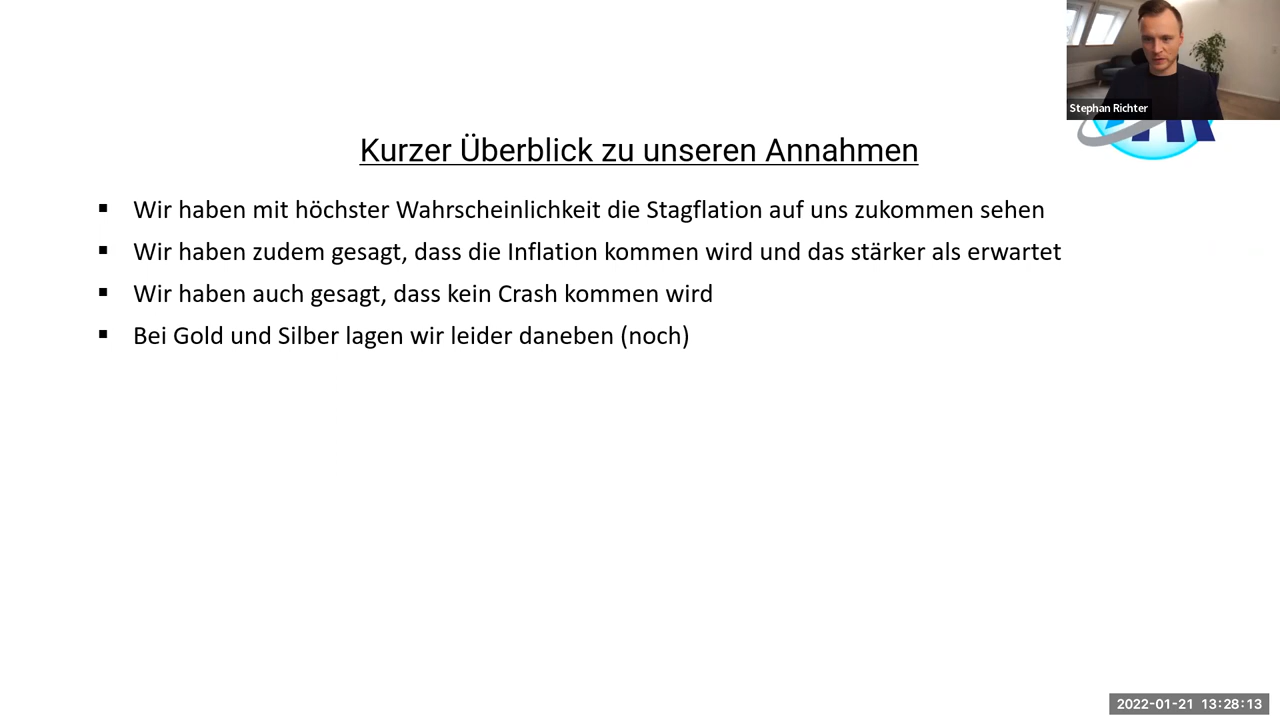 Stephan Richter
Kurzer Überblick zu unseren Annahmen
▪ Wir haben mit höchster Wahrscheinlichkeit die Stagflation auf uns zukommen sehen
▪ Wir haben zudem gesagt, dass die Inflation kommen wird und das stärker als erwartet
▪ Wir haben auch gesagt, dass kein Crash kommen wird
▪ Bei Gold und Silber lagen wir leider daneben (noch)
2022-01-21 13:28:13